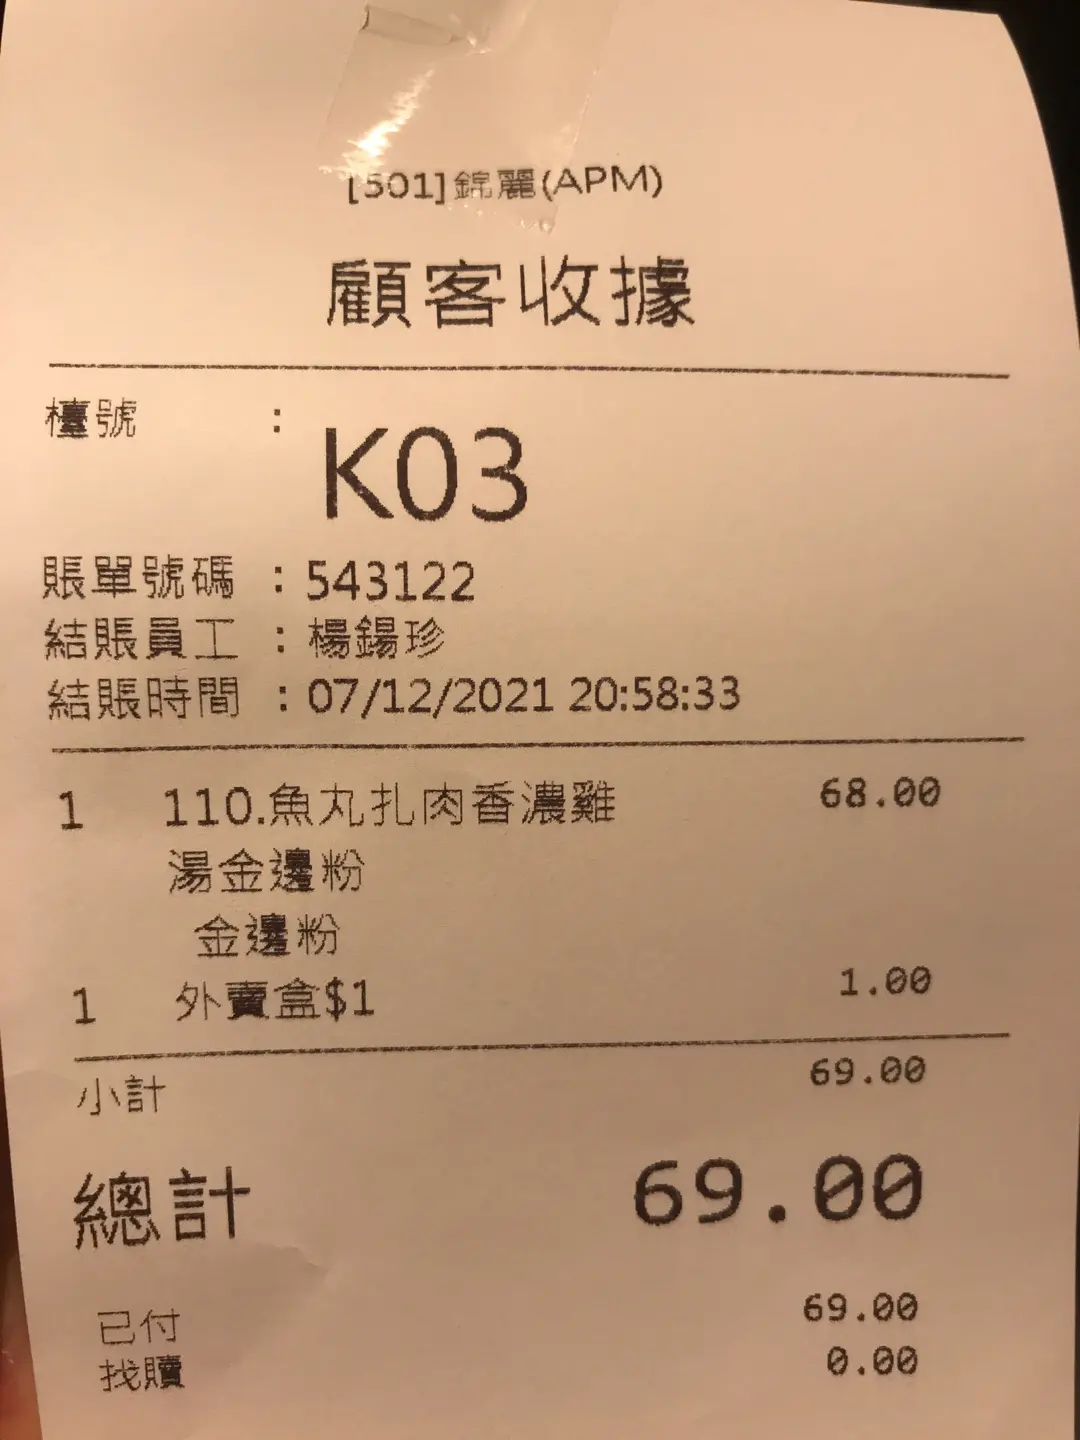 [501]錦麗(APM)
顧客收據
檯號 : K03
賬單號碼 : 543122
結賬員工 : 楊鍚珍
結賬時間 : 07/12/2021 20:58:33
1 110.魚丸扎肉香濃雞 68.00
湯金邊粉
金邊粉
1 外賣盒$1 1.00
小計 69.00
總計 69.00
已付 69.00
找贖 0.00